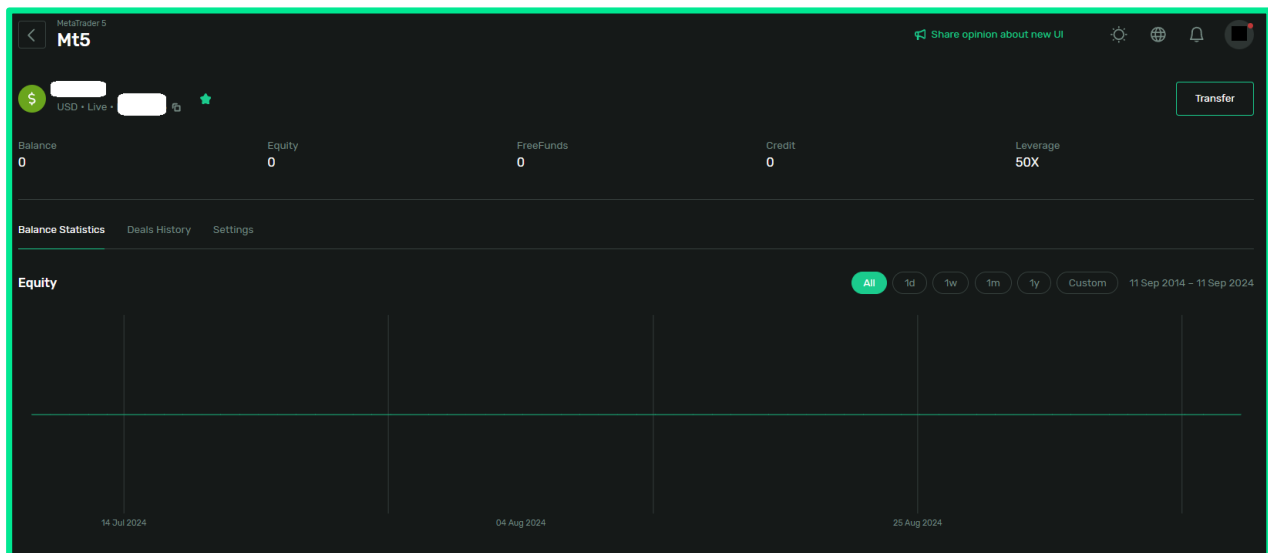 MetaTrader 5
Mt5
Share opinion about new UI
$
USD • Live •
Transfer
Balance Equity FreeFunds Credit Leverage
0 0 0 0 50X
Balance Statistics Deals History Settings
Equity All 1d 1w 1m 1y Custom 11 Sep 2014 – 11 Sep 2024
14 Jul 2024 04 Aug 2024 25 Aug 2024